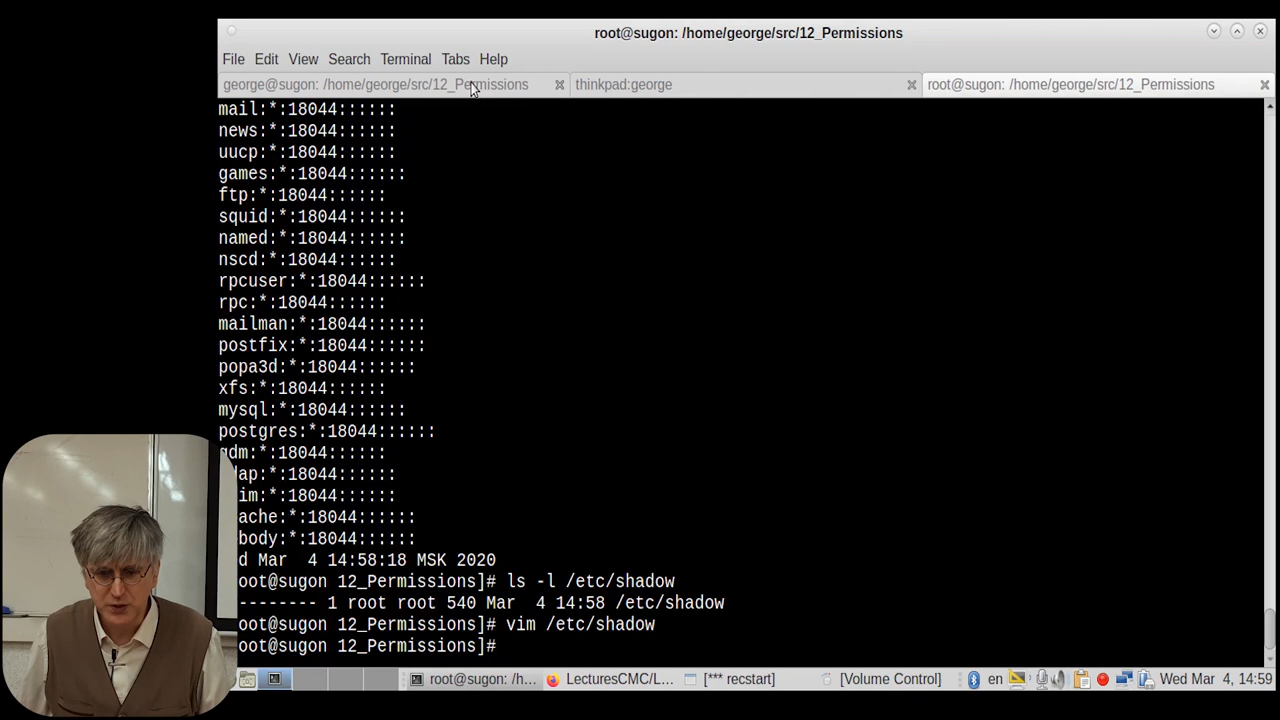 root@sugon: /home/george/src/12_Permissions
File Edit View Search Terminal Tabs Help
george@sugon: /home/george/src/12_Permissions thinkpad:george root@sugon: /home/george/src/12_Permissions
mail:*:18044::::::
news:*:18044::::::
uucp:*:18044::::::
games:*:18044::::::
ftp:*:18044::::::
squid:*:18044::::::
named:*:18044::::::
nscd:*:18044::::::
rpcuser:*:18044::::::
rpc:*:18044::::::
mailman:*:18044::::::
postfix:*:18044::::::
popa3d:*:18044::::::
xfs:*:18044::::::
mysql:*:18044::::::
postgres:*:18044::::::
gdm:*:18044::::::
ap:*:18044::::::
im:*:18044::::::
ache:*:18044::::::
body:*:18044::::::
d Mar  4 14:58:18 MSK 2020
oot@sugon 12_Permissions]# ls -l /etc/shadow
-------- 1 root root 540 Mar  4 14:58 /etc/shadow
oot@sugon 12_Permissions]# vim /etc/shadow
oot@sugon 12_Permissions]#
root@sugon: /h... LecturesCMC/L... [*** recstart] [Volume Control] en Wed Mar 4, 14:59